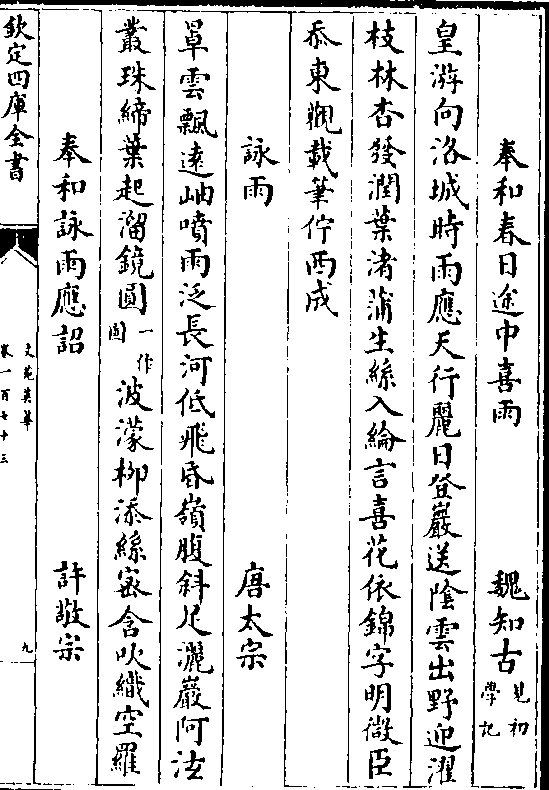 奉和春日途中喜雨　魏知古見初學記
皇游向洛城時雨應天行麗日登巖送陰雲出野迎濯
枝林杏發潤葉渚蒲生絲入綸言喜花依錦字明微臣
忝東觀載筆佇西成
詠雨　唐太宗
罩雲飄遠岫噴雨泛長河低飛昏嶺腹斜足灑巖阿泫
叢珠締葉起溜鏡圓一作圖波濛柳添絲密含吹織空羅
奉和詠雨應詔　許敬宗
欽定四庫全書
文苑英華
卷一百七十三
九